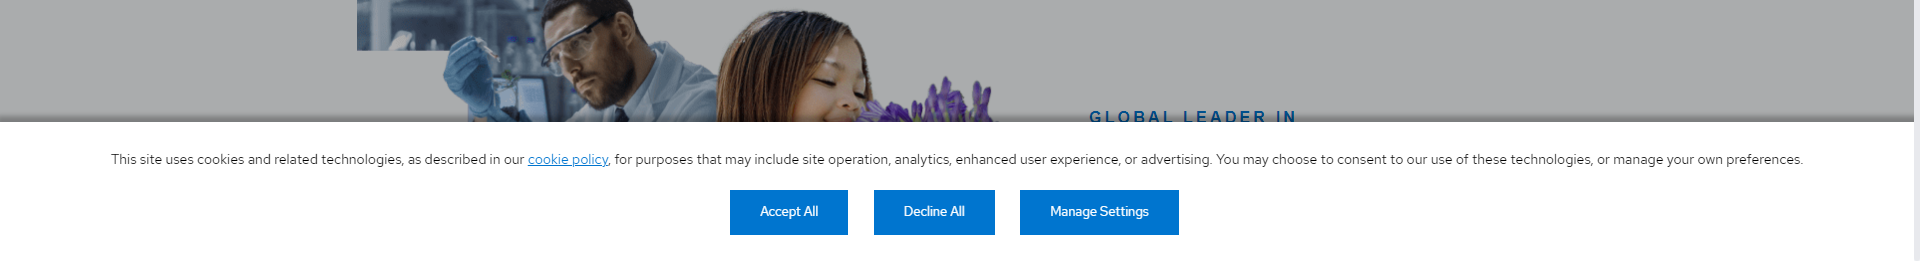 GLOBAL LEADER IN
This site uses cookies and related technologies, as described in our cookie policy, for purposes that may include site operation, analytics, enhanced user experience, or advertising. You may choose to consent to our use of these technologies, or manage your own preferences.
Accept All
Decline All
Manage Settings